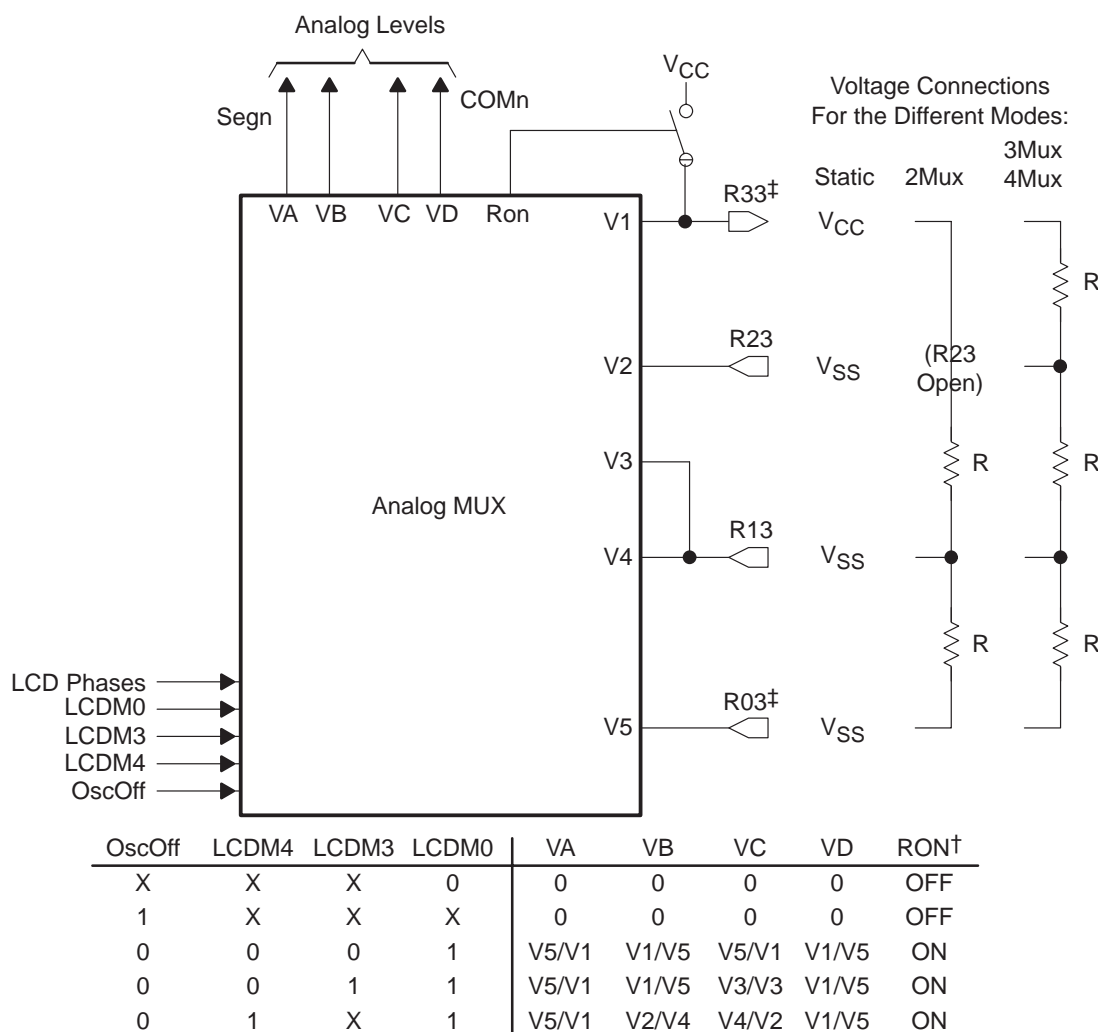 Analog Levels
Segn
COMn
VCC
Voltage Connections
For the Different Modes:
Static 2Mux 3Mux
4Mux
VA VB VC VD Ron
V1 R33‡ VCC
R
V2 R23 VSS (R23
Open)
V3 R R
Analog MUX
V4 R13 VSS
R R
V5 R03‡ VSS
LCD Phases
LCDM0
LCDM3
LCDM4
OscOff
OscOff LCDM4 LCDM3 LCDM0 VA VB VC VD RON†
X X X 0 0 0 0 0 OFF
1 X X X 0 0 0 0 OFF
0 0 0 1 V5/V1 V1/V5 V5/V1 V1/V5 ON
0 0 1 1 V5/V1 V1/V5 V3/V3 V1/V5 ON
0 1 X 1 V5/V1 V2/V4 V4/V2 V1/V5 ON